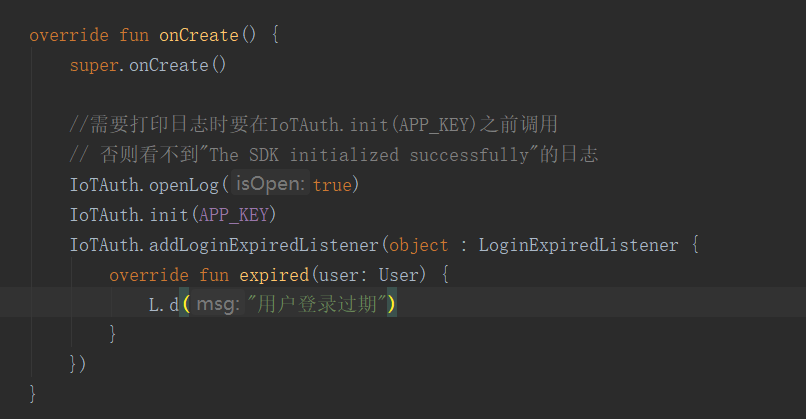 override fun onCreate() {
super.onCreate()
//需要打印日志时要在IoTAuth.init(APP_KEY)之前调用
// 否则看不到"The SDK initialized successfully"的日志
IoTAuth.openLog( isOpen: true)
IoTAuth.init(APP_KEY)
IoTAuth.addLoginExpiredListener(object : LoginExpiredListener {
override fun expired(user: User) {
L.d( msg: "用户登录过期")
}
})
}